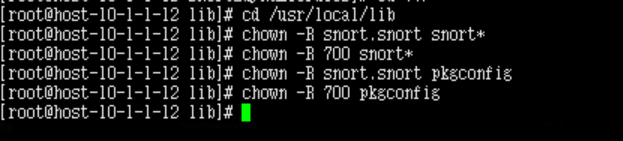 [root@host-10-1-1-12 lib]# cd /usr/local/lib
[root@host-10-1-1-12 lib]# chown -R snort.snort snort*
[root@host-10-1-1-12 lib]# chown -R 700 snort*
[root@host-10-1-1-12 lib]# chown -R snort.snort pkgconfig
[root@host-10-1-1-12 lib]# chown -R 700 pkgconfig
[root@host-10-1-1-12 lib]#